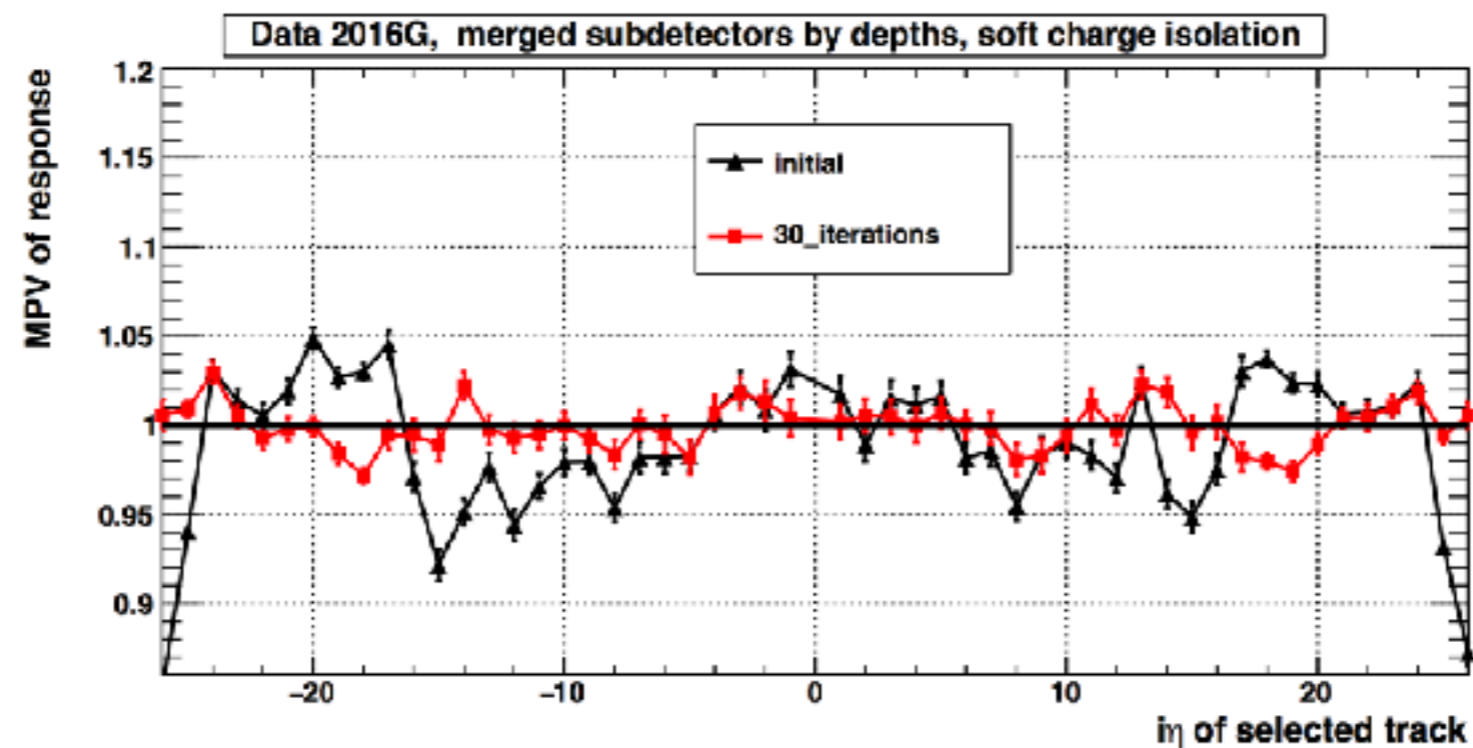 Data 2016G, merged subdetectors by depths, soft charge isolation
MPV of response
1.2
1.15
1.1
1.05
1
0.95
0.9
initial
30_iterations
−20
−10
0
10
20
iη of selected track